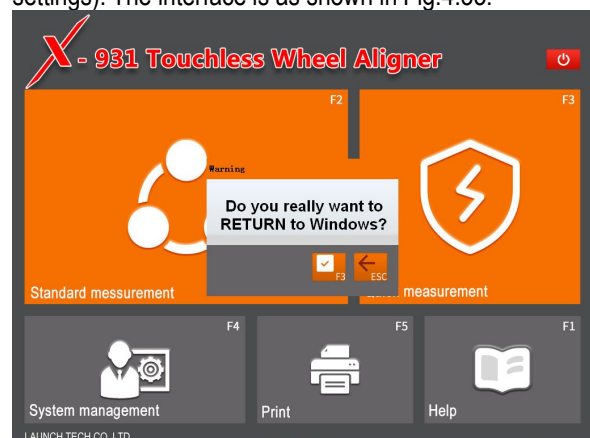 settings). The interface is as shown in Fig.4.
X - 931 Touchless Wheel Aligner
F2
F3
Warning
Do you really want to
RETURN to Windows?
F3
ESC
Standard messurement
measurement
F4
F5
F1
System management
Print
Help
LAUNCH TECH CO.,LTD